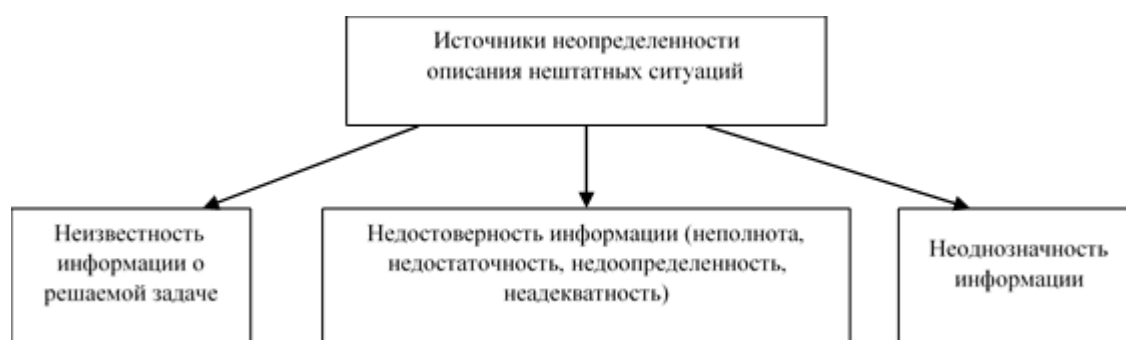 Источники неопределенности
описания нештатных ситуаций
Неизвестность
информации о
решаемой задаче
Недостоверность информации (неполнота,
недостаточность, недоопределенность,
неадекватность)
Неоднозначность
информации